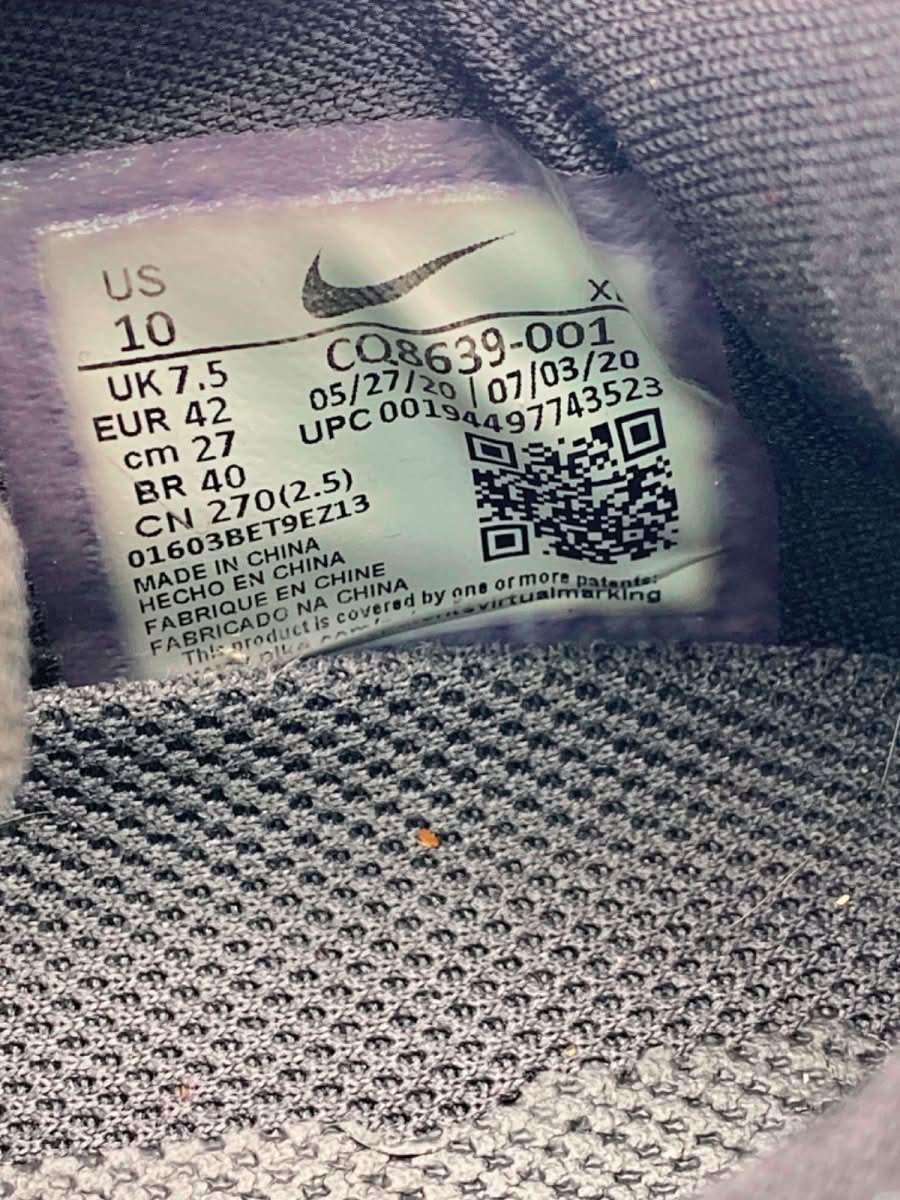 US
10
UK 7.5
EUR 42
cm 27
BR 40
CN 270(2.5)
01603BET9EZ13
MADE IN CHINA
HECHO EN CHINA
FABRIQUE EN CHINE
FABRICADO NA CHINA
This product is covered by one or more patents:
virtualmarking
CQ8639-001
05/27/20 | 07/03/20
UPC 00194497743523